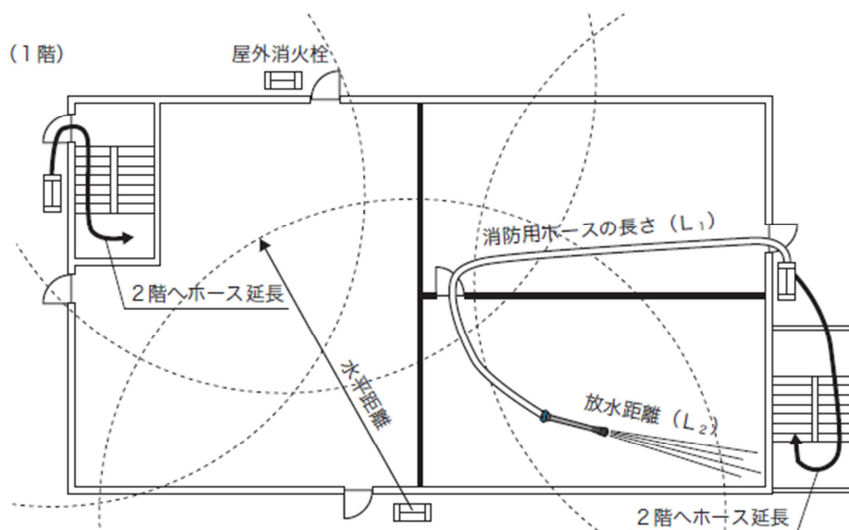 （１階）
屋外消火栓
消防用ホースの長さ（Ｌ₁）
２階へホース延長
水平距離
放水距離（Ｌ₂）
２階へホース延長